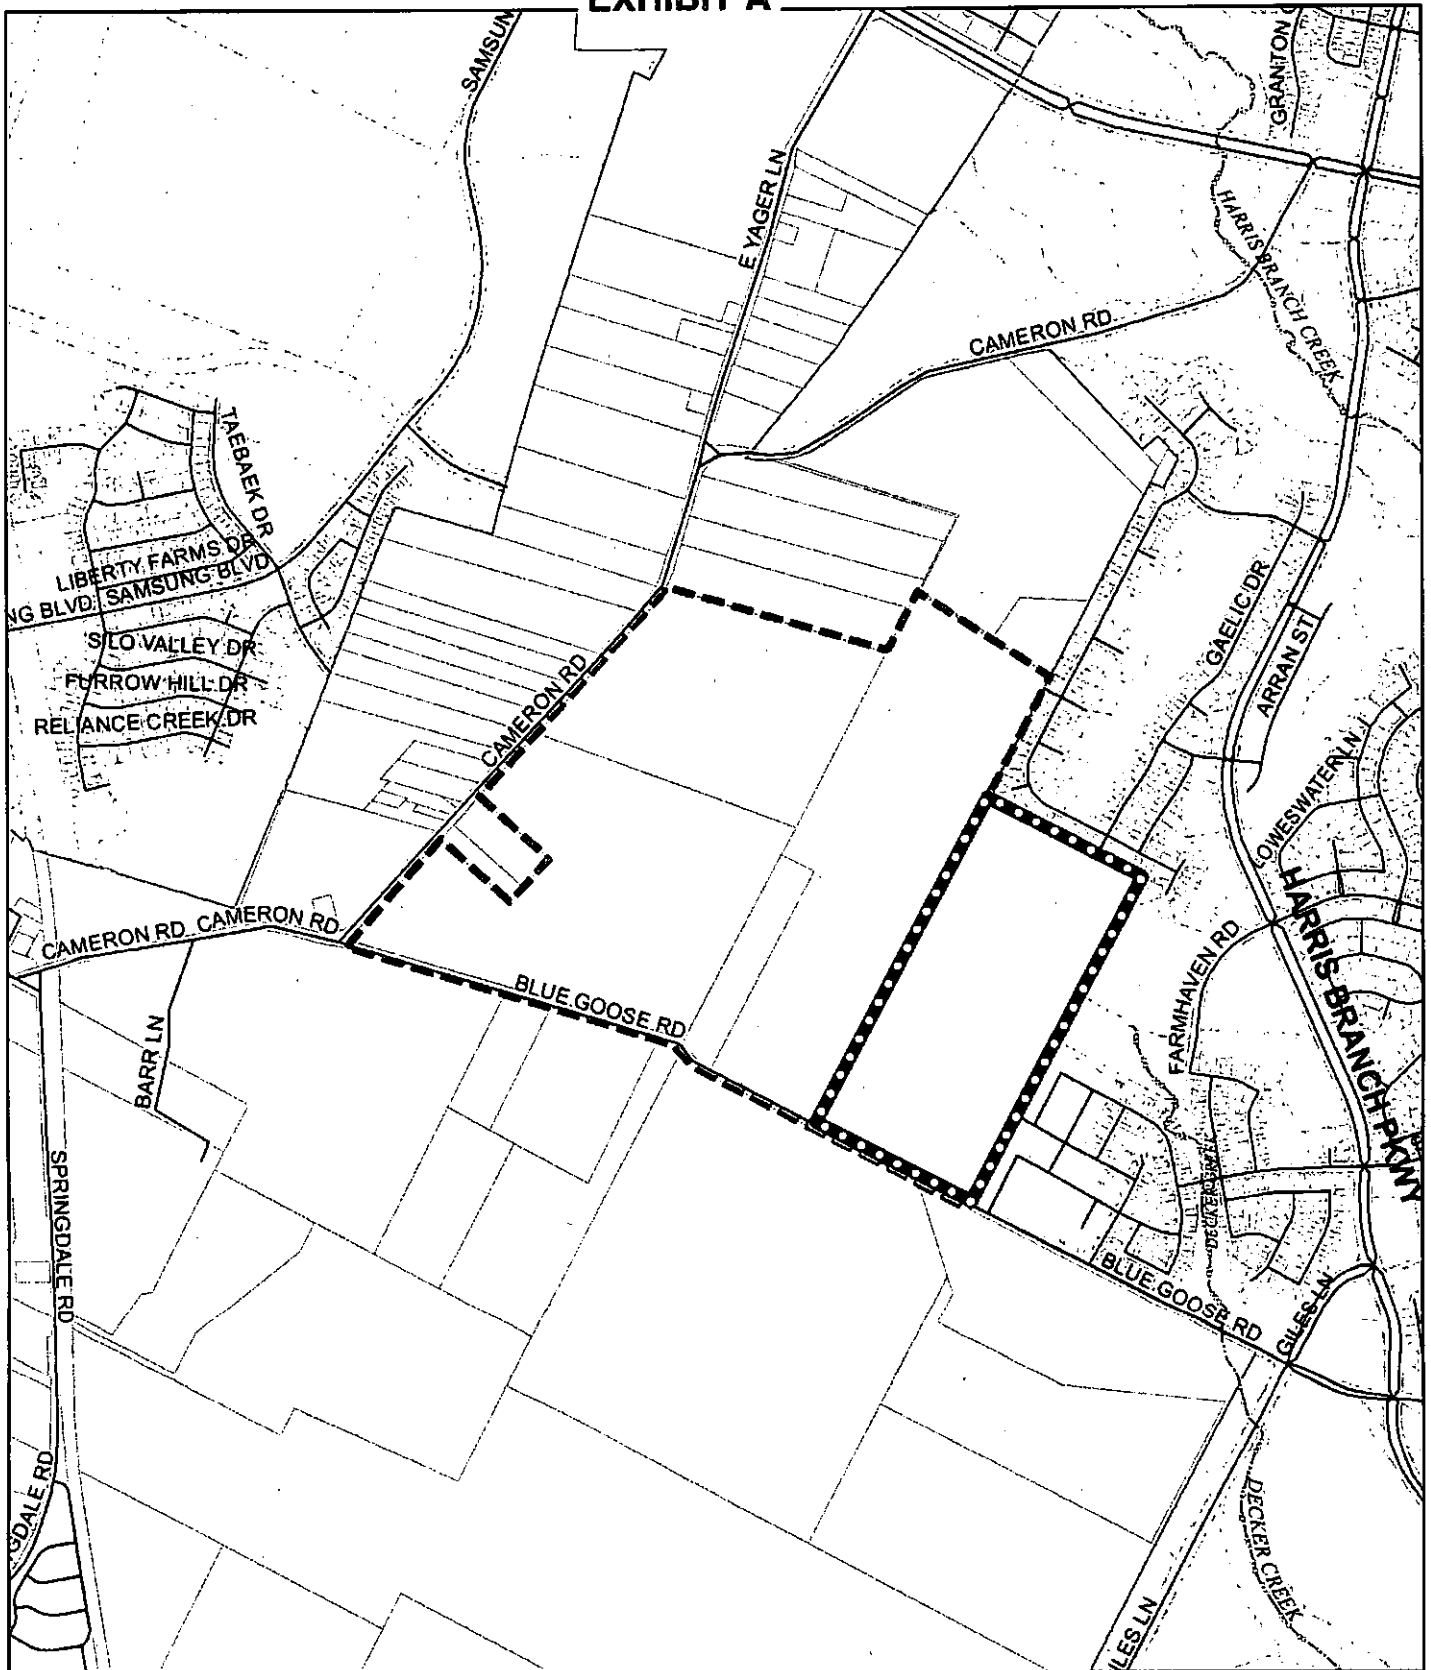 EXHIBIT A
SAMSUN
GRANTON
HARRIS BRANCH CREEK
E YAGER LN
CAMERON RD
TAEBAEK DR
LIBERTY FARMS DR
NG BLVD SAMSUNG BLVD
SILO VALLEY DR
FURROW HILL DR
RELIANCE CREEK DR
GAELIC DR
ARRAN ST
CAMERON RD
LOWESWATER LN
HARRIS BRANCH PKWY
CAMERON RD CAMERON RD
FARMHAVEN RD
BLUE GOOSE RD
BARR LN
SPRINGDALE RD
BLUE GOOSE RD
GILES LN
GDALE RD
DECKER CREEK
ILES LN